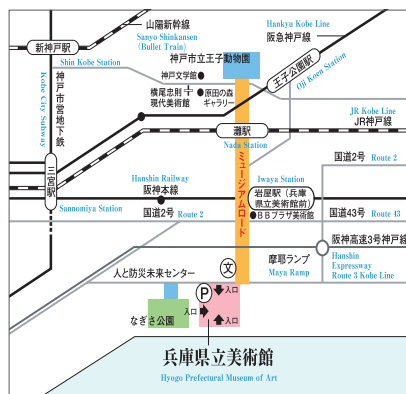 山陽新幹線
Sanyo Shinkansen
(Bullet Train)
Hankyu Kobe Line
阪急神戸線
新神戸駅
Shin Kobe Station
神戸市立王子動物園
王子公園駅
Oji Koen Station
神戸文学館
横尾忠則
現代美術館
原田の森
ギャラリー
神戸市営地下鉄
Kobe City Subway
JR Kobe Line
JR神戸線
灘駅
Nada Station
ミュージアムロード
国道2号 Route 2
三宮駅
Sannomiya Station
Hanshin Railway
阪神本線
Iwaya Station
岩屋駅（兵庫
県立美術館前）
国道2号 Route 2
BBプラザ美術館
国道43号 Route 43
阪神高速3号神戸線
Hanshin
Expressway
Route 3 Kobe Line
摩耶ランプ
Maya Ramp
人と防災未来センター
文
P
入口
入口
入口
なぎさ公園
兵庫県立美術館
Hyogo Prefectural Museum of Art